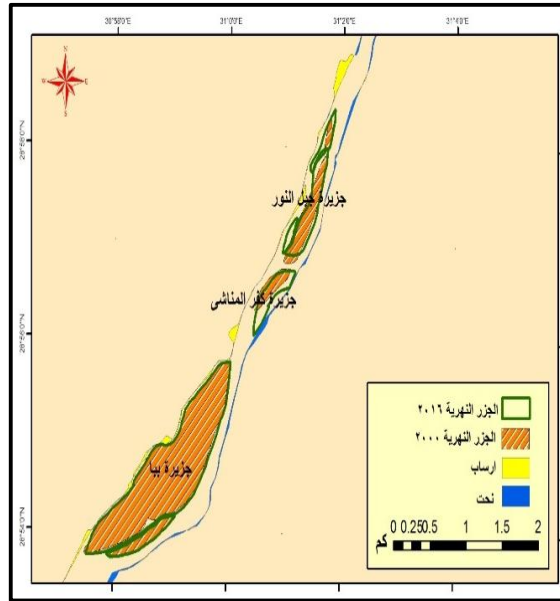 30°58'0"E 31°0'0"E 31°2'0"E 31°4'0"E
N
W E
S
28°58'0"N
28°56'0"N
28°54'0"N
جزيرة جبل النور
جزيرة كفر المناشى
جزيرة ببا
الجزر النهرية ٢٠١٦
الجزر النهرية ٢٠٠٠
ارساب
نحت
0 0.25 0.5 1 1.5 2
كم